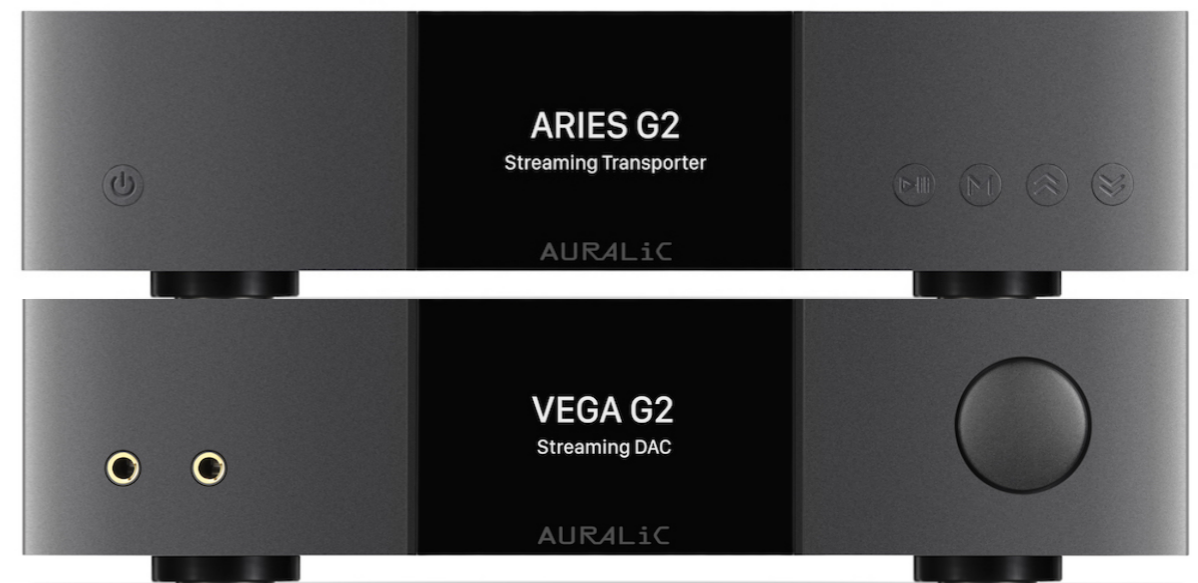 ARIES G2
Streaming Transporter
M
AURALiC
VEGA G2
Streaming DAC
AURALiC